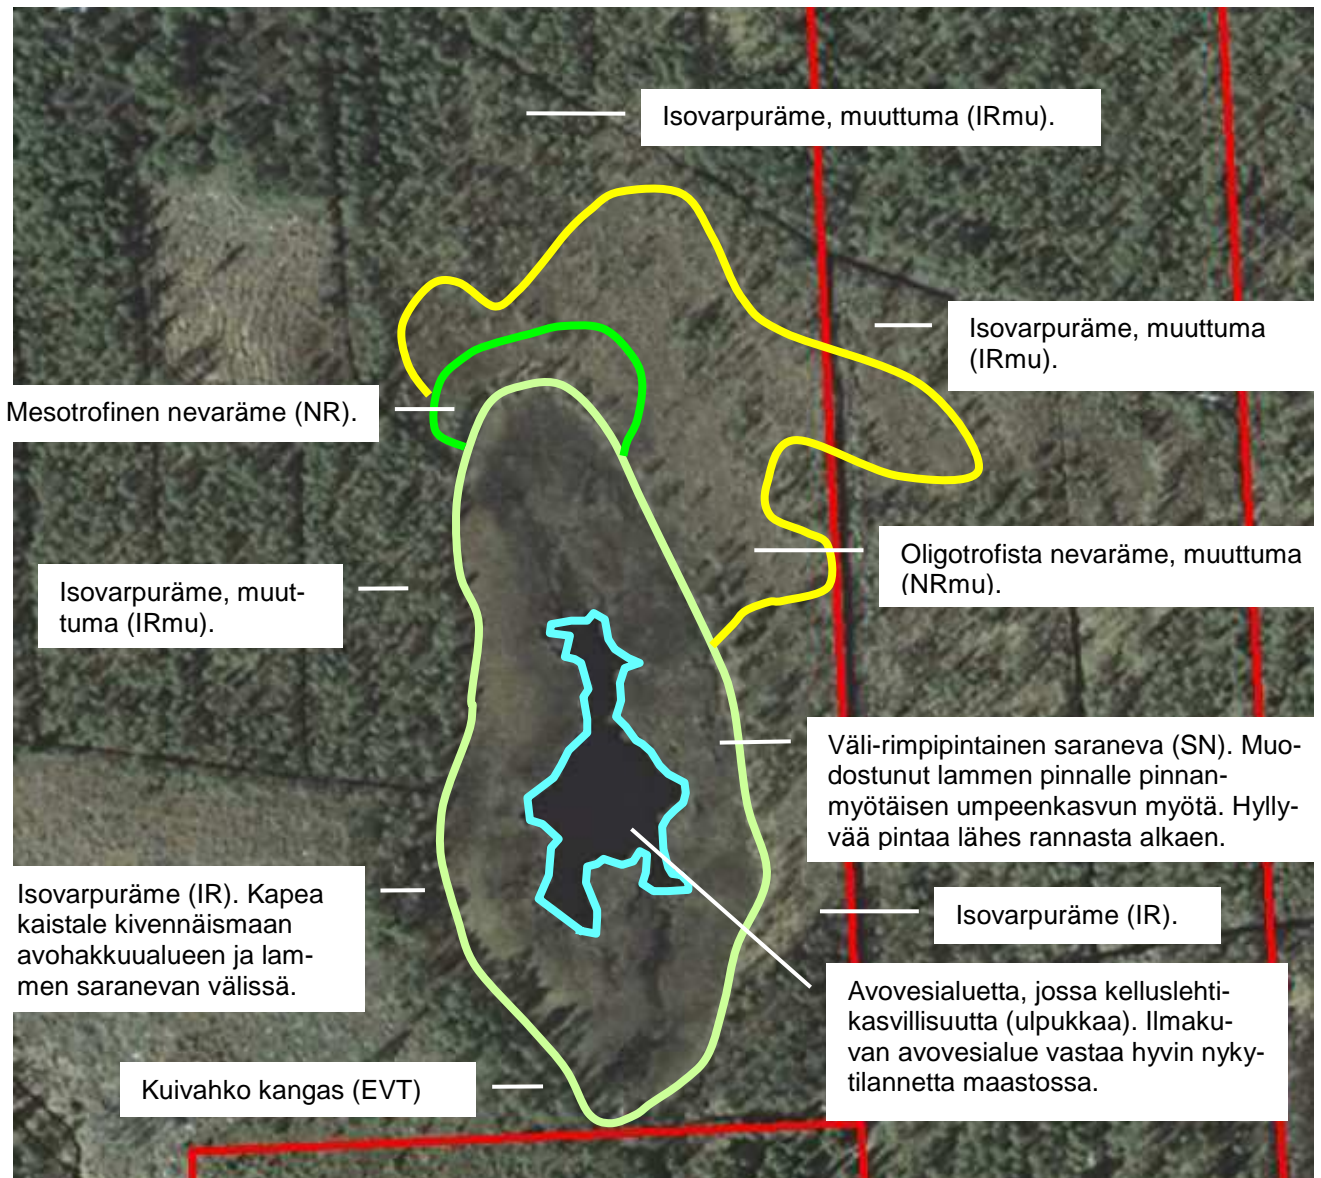 Isovarpuräme, muuttuma (IRmu).
Isovarpuräme, muuttuma
(IRmu).
Mesotrofinen nevaräme (NR).
Oligotrofista nevaräme, muuttuma
(NRmu).
Isovarpuräme, muut-
tuma (IRmu).
Väli-rimpipintainen saraneva (SN). Muo-
dostunut lammen pinnalle pinnan-
myötäisen umpeenkasvun myötä. Hylly-
vää pintaa lähes rannasta alkaen.
Isovarpuräme (IR). Kapea
kaistale kivennäismaan
avohakkuualueen ja lam-
men saranevan välissä.
Isovarpuräme (IR).
Avovesialuetta, jossa kelluslehti-
kasvillisuutta (ulpukkaa). Ilmaku-
van avovesialue vastaa hyvin nyky-
tilannetta maastossa.
Kuivahko kangas (EVT)